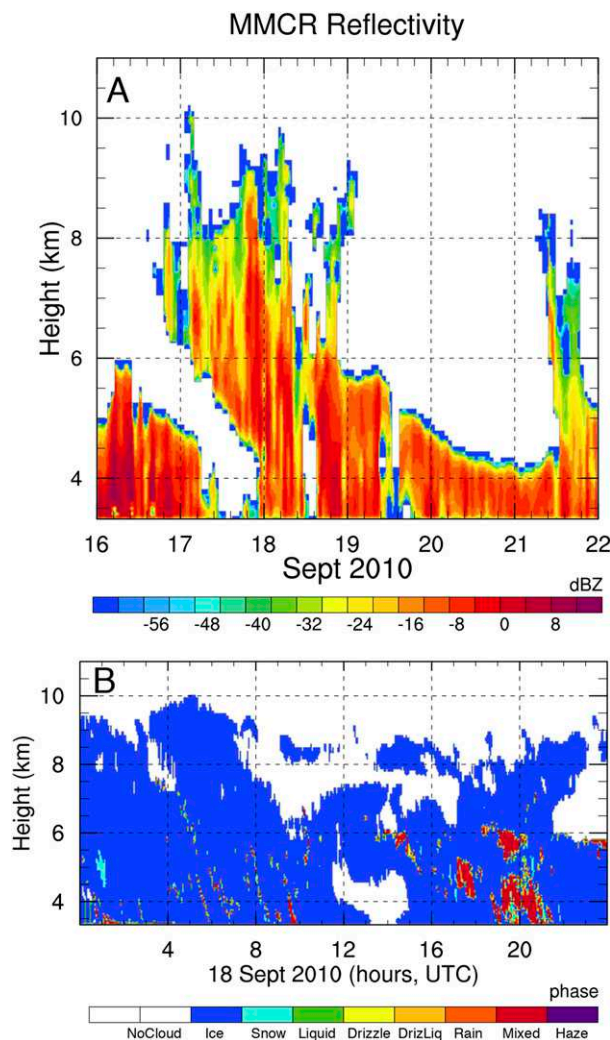 MMCR Reflectivity
A
Height (km)
10
8
6
4
16 17 18 19 20 21 22
Sept 2010
dBZ
-56 -48 -40 -32 -24 -16 -8 0 8
B
Height (km)
10
8
6
4
4 8 12 16 20
18 Sept 2010 (hours, UTC)
phase
NoCloud Ice Snow Liquid Drizzle DrizLiq Rain Mixed Haze